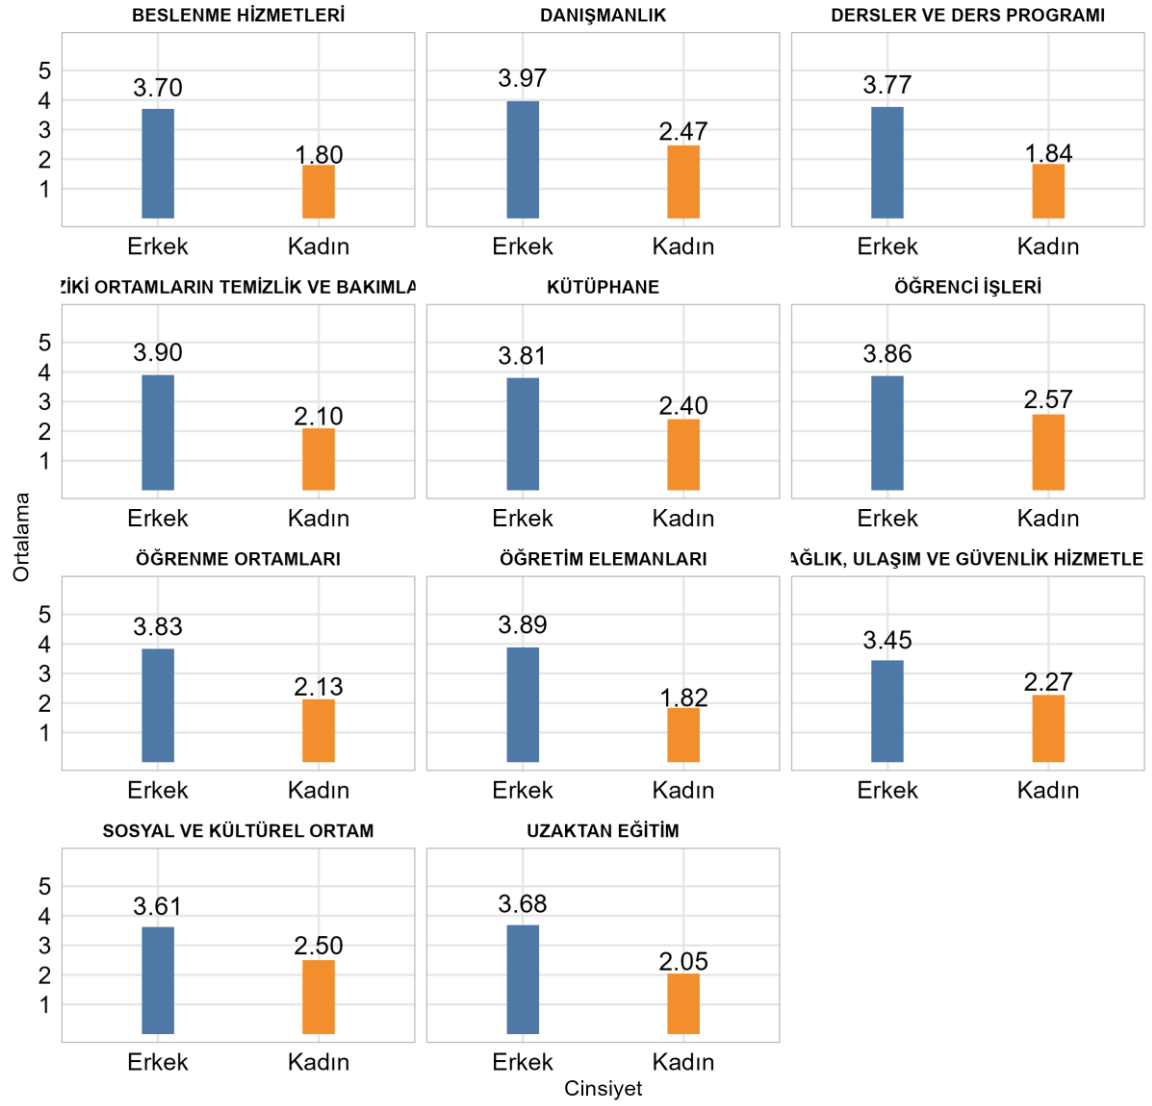 BESLENME HİZMETLERİ
DANIŞMANLIK
DERSLER VE DERS PROGRAMI
5
4
3
2
1
3.70
1.80
3.97
2.47
3.77
1.84
Erkek Kadın
Erkek Kadın
Erkek Kadın
ORTAMLARIN TEMİZLİK VE
KÜTÜPHANE
ÖĞRENCİ İŞLERİ
5
4
3
2
1
3.90
2.10
3.81
2.40
3.86
2.57
Erkek Kadın
Erkek Kadın
Erkek Kadın
Ortalama
ÖĞRENME ORTAMLARI
ÖĞRETİM ELEMANLARI
ULAŞIM VE GÜVENLİK
5
4
3
2
1
3.83
2.13
3.89
1.82
3.45
2.27
Erkek Kadın
Erkek Kadın
Erkek Kadın
SOSYAL VE KÜLTÜREL ORTAM
UZAKTAN EĞİTİM
5
4
3
2
1
3.61
2.50
3.68
2.05
Erkek Kadın
Erkek Kadın
Cinsiyet